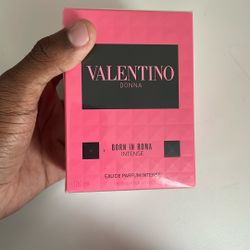 VALENTINO
DONNA
BORN IN ROMA
INTENSE
EAU DE PARFUM INTENSE